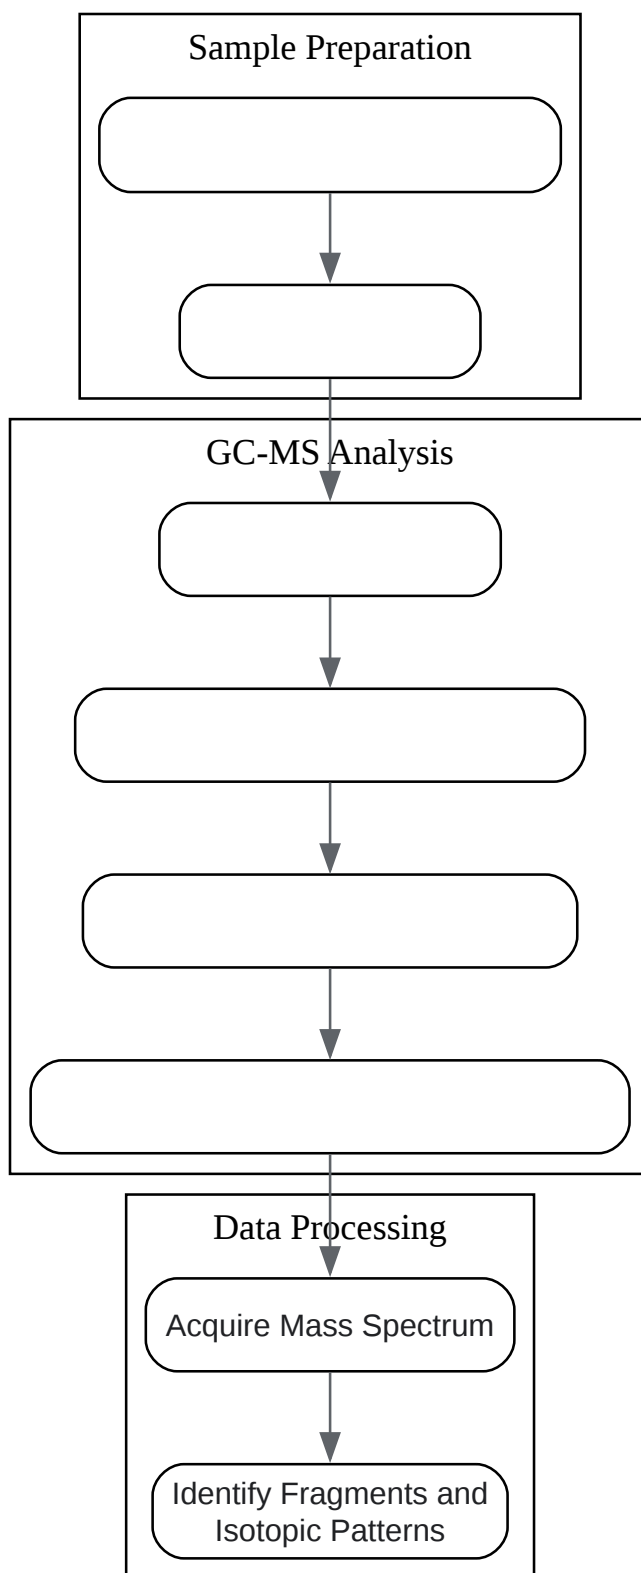 Sample Preparation
GC-MS Analysis
Data Processing
Acquire Mass Spectrum
Identify Fragments and
Isotopic Patterns